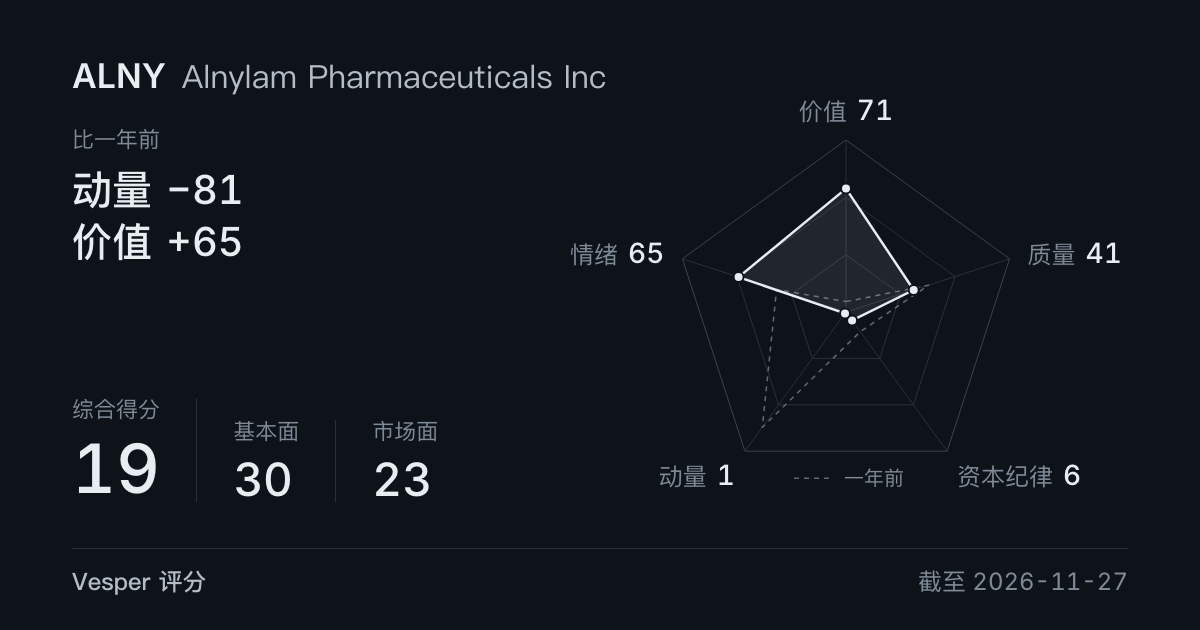 ALNY Alnylam Pharmaceuticals Inc
比一年前
动量 −81
价值 +65
价值 71
情绪 65
质量 41
动量 1
---- 一年前
资本纪律 6
综合得分
19
基本面
30
市场面
23
Vesper 评分
截至 2026-11-27